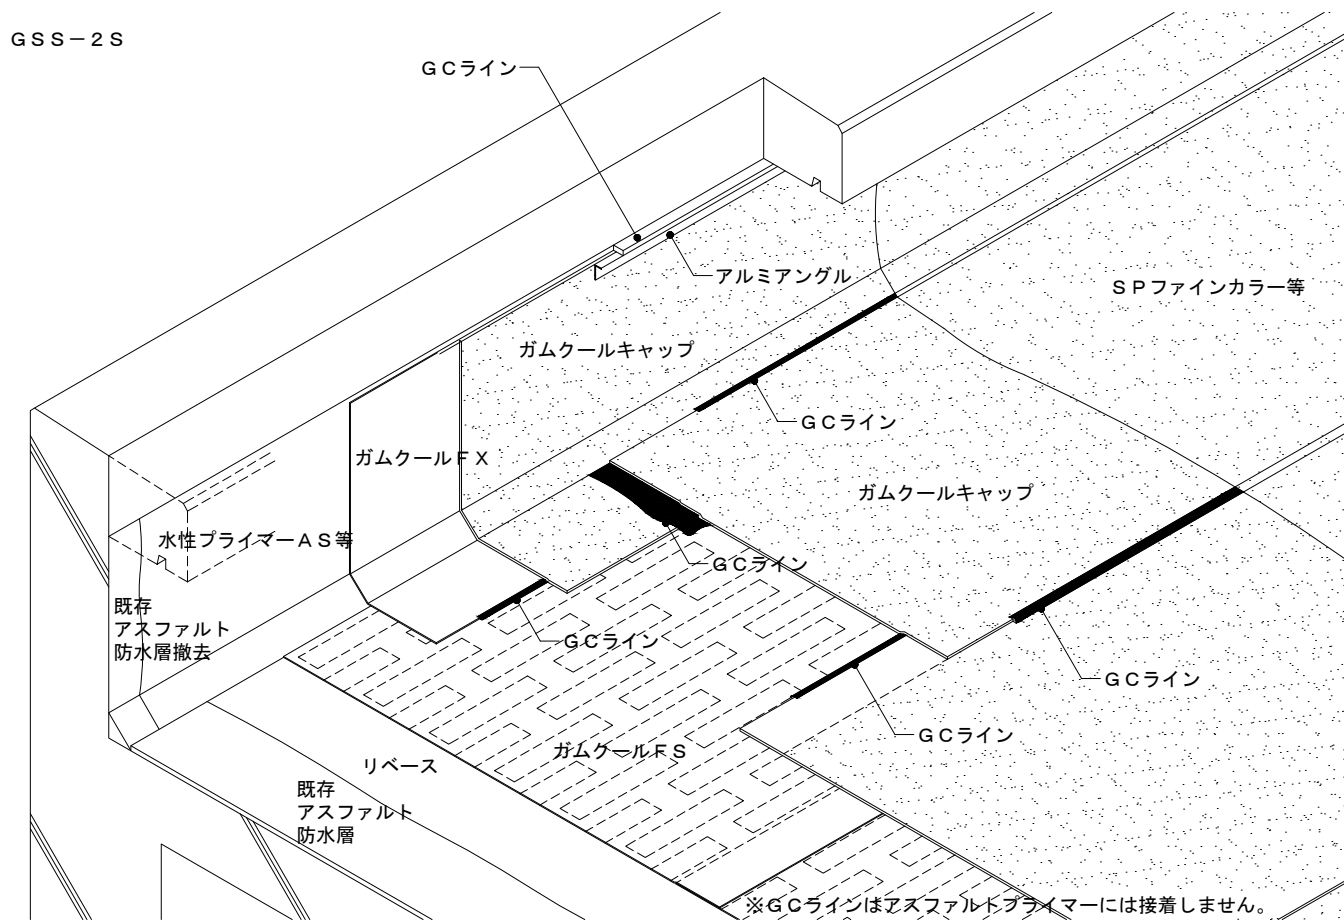 GSS－2S
GCライン
アルミアングル
SPファインカラー等
ガムクールキャップ
GCライン
ガムクールFX
ガムクールキャップ
水性プライマーAS等
GCライン
既存
アスファルト
防水層撤去
GCライン
GCライン
GCライン
ガムクールFS
リベース
既存
アスファルト
防水層
※GCラインはアスファルトプライマーには接着しません。